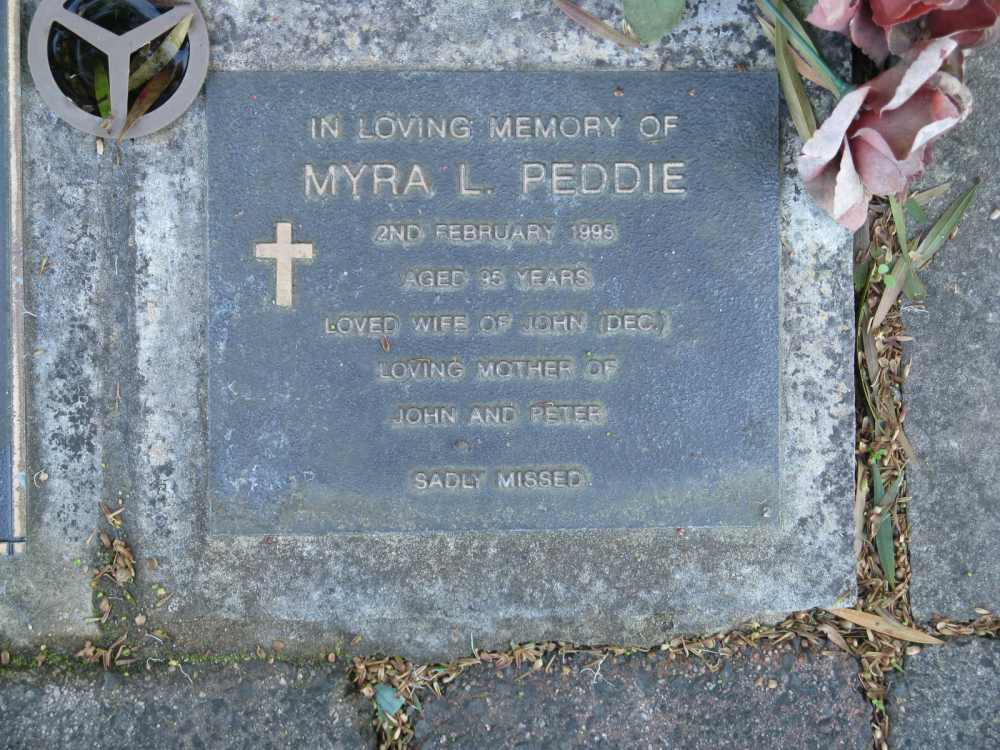 IN LOVING MEMORY OF
MYRA L. PEDDIE
2ND FEBRUARY 1995
AGED 95 YEARS
LOVED WIFE OF JOHN (DEC.)
LOVING MOTHER OF
JOHN AND PETER
SADLY MISSED.